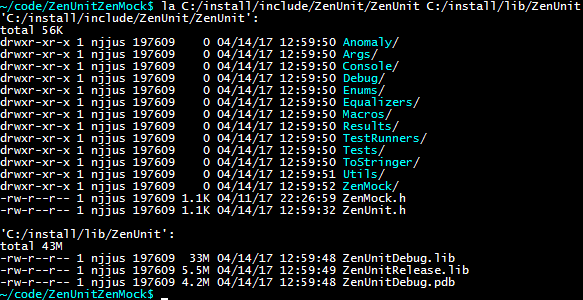 ~/code/ZenUnitZenMock$ la C:/install/include/ZenUnit/ZenUnit C:/install/lib/ZenUnit
'C:/install/include/ZenUnit/ZenUnit':
total 56K
drwxr-xr-x 1 njjus 197609    0 04/14/17 12:59:50 Anomaly/
drwxr-xr-x 1 njjus 197609    0 04/14/17 12:59:50 Args/
drwxr-xr-x 1 njjus 197609    0 04/14/17 12:59:50 Console/
drwxr-xr-x 1 njjus 197609    0 04/14/17 12:59:50 Debug/
drwxr-xr-x 1 njjus 197609    0 04/14/17 12:59:50 Enums/
drwxr-xr-x 1 njjus 197609    0 04/14/17 12:59:50 Equalizers/
drwxr-xr-x 1 njjus 197609    0 04/14/17 12:59:50 Macros/
drwxr-xr-x 1 njjus 197609    0 04/14/17 12:59:50 Results/
drwxr-xr-x 1 njjus 197609    0 04/14/17 12:59:50 TestRunners/
drwxr-xr-x 1 njjus 197609    0 04/14/17 12:59:50 Tests/
drwxr-xr-x 1 njjus 197609    0 04/14/17 12:59:50 ToStringer/
drwxr-xr-x 1 njjus 197609    0 04/14/17 12:59:51 Utils/
drwxr-xr-x 1 njjus 197609    0 04/14/17 12:59:52 ZenMock/
-rw-r--r-- 1 njjus 197609 1.1K 04/11/17 22:26:59 ZenMock.h
-rw-r--r-- 1 njjus 197609 1.1K 04/14/17 12:59:32 ZenUnit.h
'C:/install/lib/ZenUnit':
total 43M
-rw-r--r-- 1 njjus 197609  33M 04/14/17 12:59:48 ZenUnitDebug.lib
-rw-r--r-- 1 njjus 197609 5.5M 04/14/17 12:59:49 ZenUnitRelease.lib
-rw-r--r-- 1 njjus 197609 4.2M 04/14/17 12:59:48 ZenUnitDebug.pdb
~/code/ZenUnitZenMock$